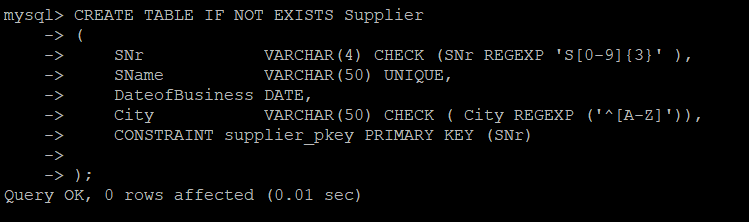 mysql> CREATE TABLE IF NOT EXISTS Supplier
    -> (
    ->     SNr            VARCHAR(4) CHECK (SNr REGEXP 'S[0-9]{3}' ),
    ->     SName          VARCHAR(50) UNIQUE,
    ->     DateofBusiness DATE,
    ->     City           VARCHAR(50) CHECK ( City REGEXP ('^[A-Z]')),
    ->     CONSTRAINT supplier_pkey PRIMARY KEY (SNr)
    ->
    -> );
Query OK, 0 rows affected (0.01 sec)